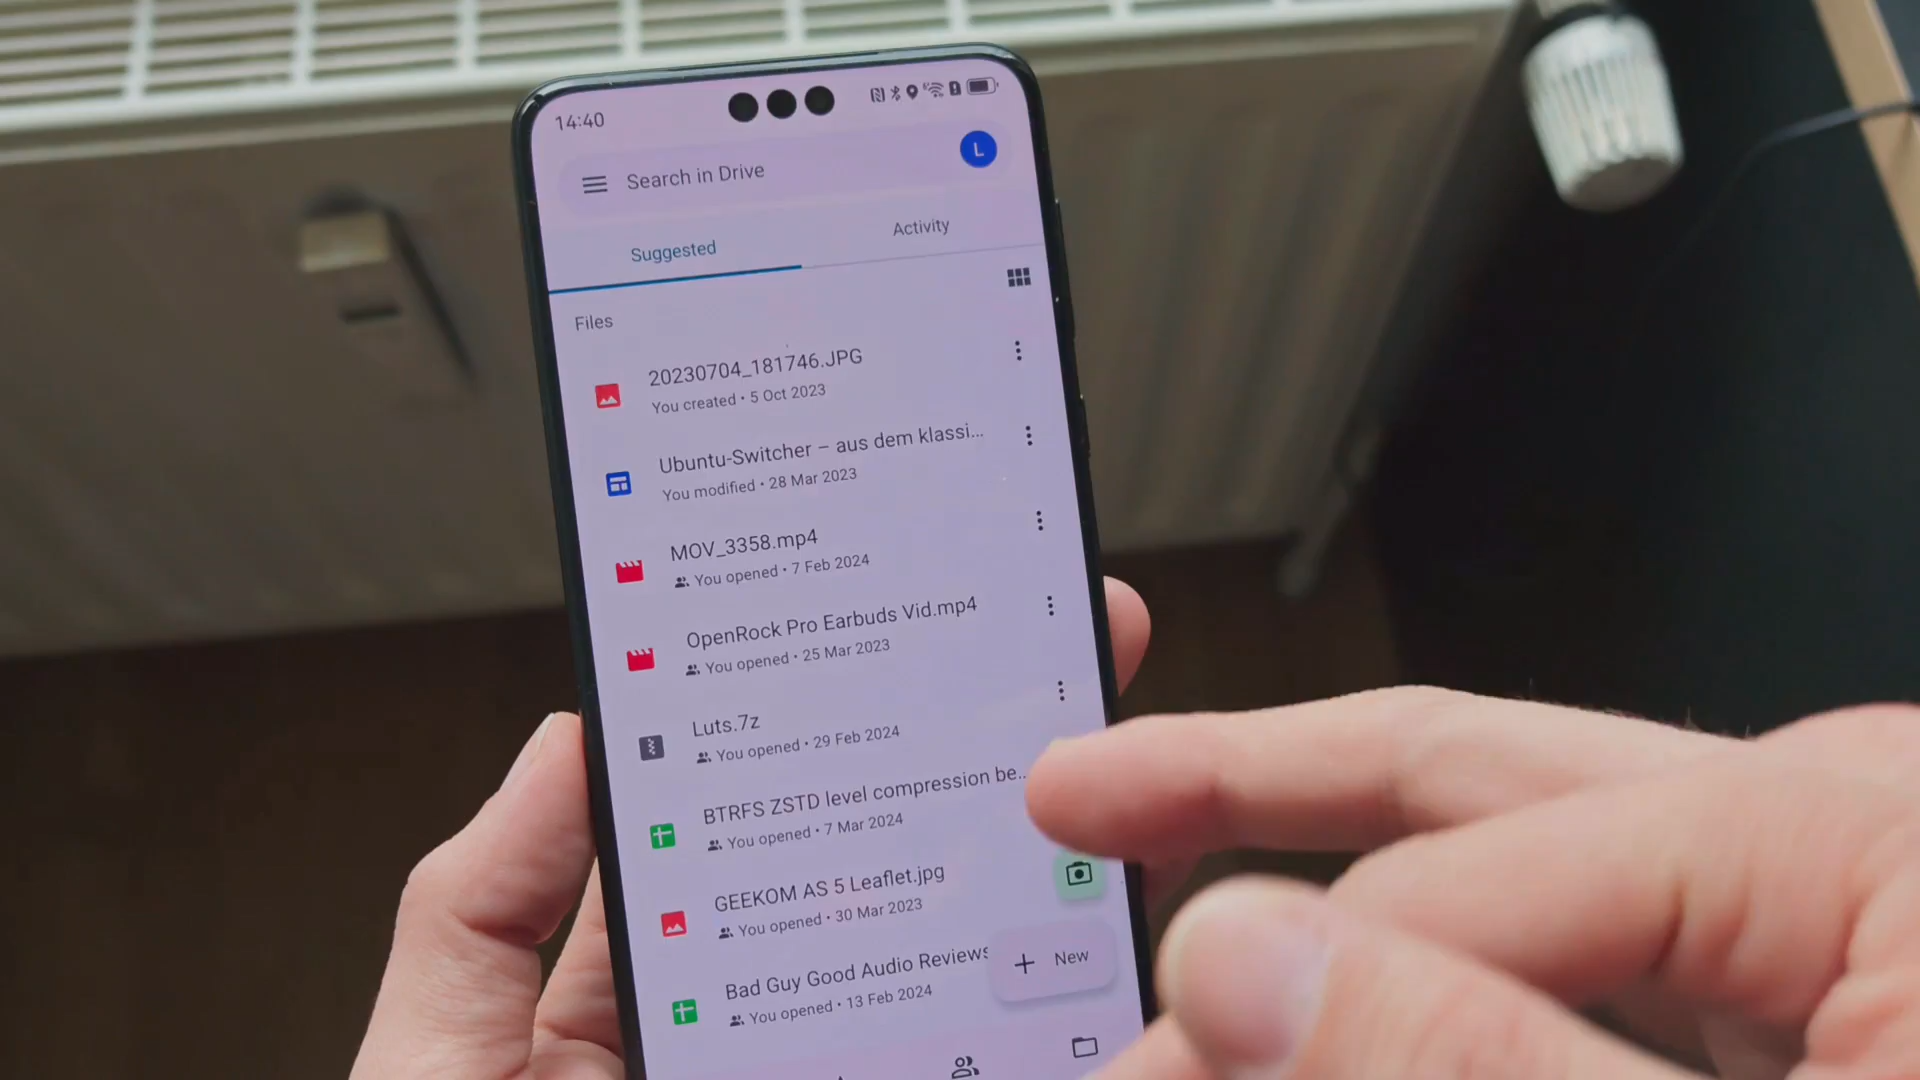 14:40
Search in Drive
L
Suggested
Activity
Files
20230704_181746.JPG
You created • 5 Oct 2023
Ubuntu-Switcher – aus dem klassi...
You modified • 28 Mar 2023
MOV_3358.mp4
You opened • 7 Feb 2024
OpenRock Pro Earbuds Vid.mp4
You opened • 25 Mar 2023
Luts.7z
You opened • 29 Feb 2024
BTRFS ZSTD level compression be...
You opened • 7 Mar 2024
GEEKOM AS 5 Leaflet.jpg
You opened • 30 Mar 2023
Bad Guy Good Audio Reviews
You opened • 13 Feb 2024
New